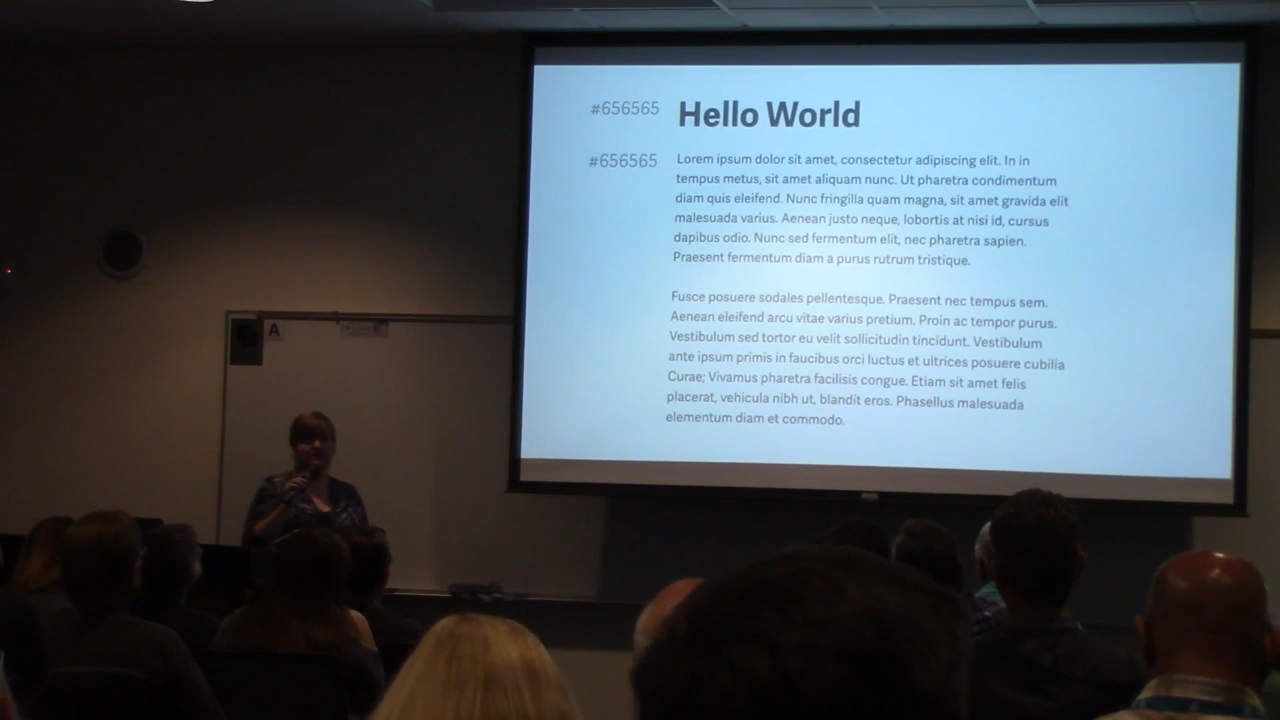 #656565 Hello World
#656565 Lorem ipsum dolor sit amet, consectetur adipiscing elit. In in
tempus metus, sit amet aliquam nunc. Ut pharetra condimentum
diam quis eleifend. Nunc fringilla quam magna, sit amet gravida elit
malesuada varius. Aenean justo neque, lobortis at nisi id, cursus
dapibus odio. Nunc sed fermentum elit, nec pharetra sapien.
Praesent fermentum diam a purus rutrum tristique.
Fusce posuere sodales pellentesque. Praesent nec tempus sem.
Aenean eleifend arcu vitae varius pretium. Proin ac tempor purus.
Vestibulum sed tortor eu velit sollicitudin tincidunt. Vestibulum
ante ipsum primis in faucibus orci luctus et ultrices posuere cubilia
Curae; Vivamus pharetra facilisis congue. Etiam sit amet felis
placerat, vehicula nibh ut, blandit eros. Phasellus malesuada
elementum diam et commodo.
A